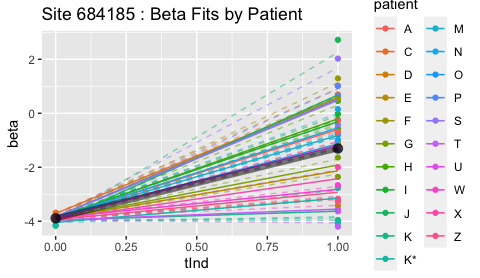 Site 684185 : Beta Fits by Patient
beta
2
0
-2
-4
0.00 0.25 0.50 0.75 1.00
tInd
patient
A M
C N
D O
E P
F S
G T
H U
I W
J X
K Z
K*